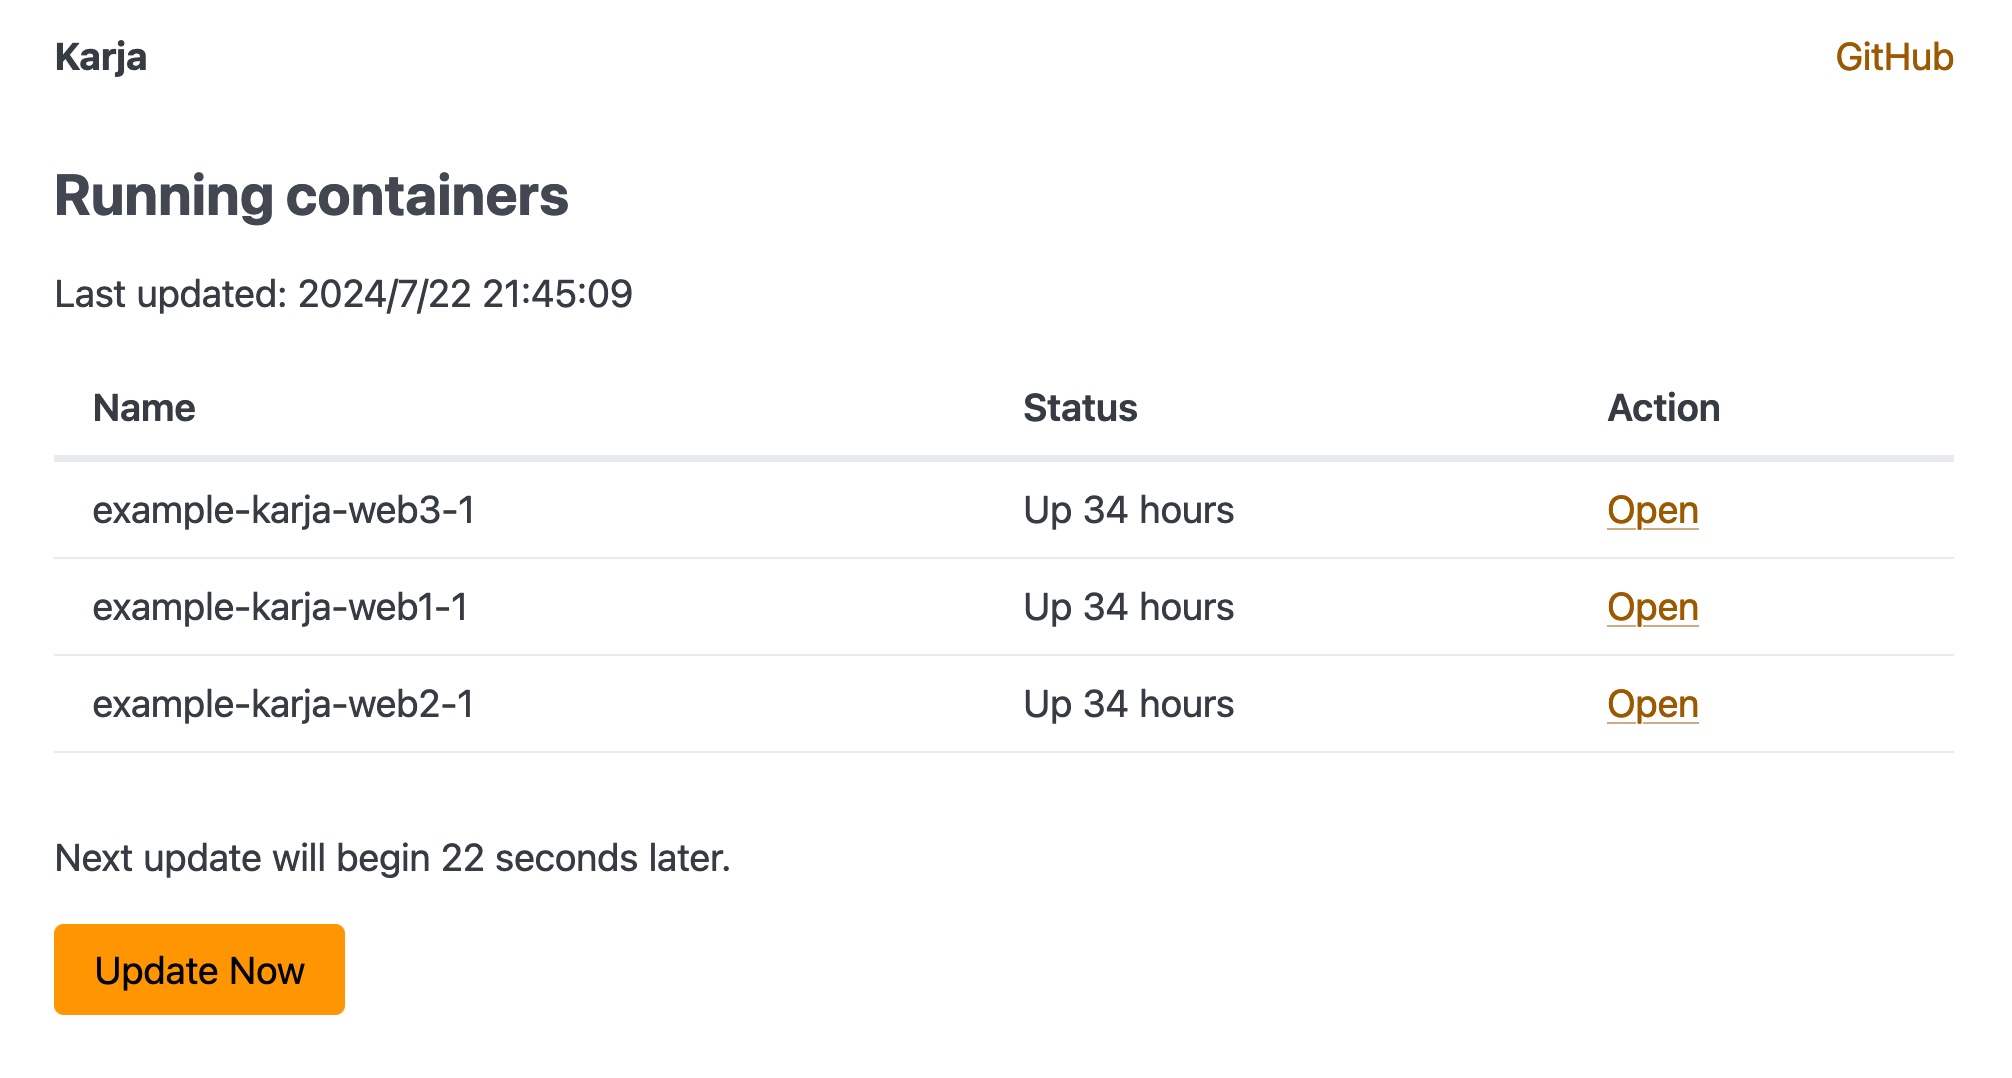 Karja GitHub
Running containers
Last updated: 2024/7/22 21:45:09
Name Status Action
example-karja-web3-1 Up 34 hours Open
example-karja-web1-1 Up 34 hours Open
example-karja-web2-1 Up 34 hours Open
Next update will begin 22 seconds later.
Update Now